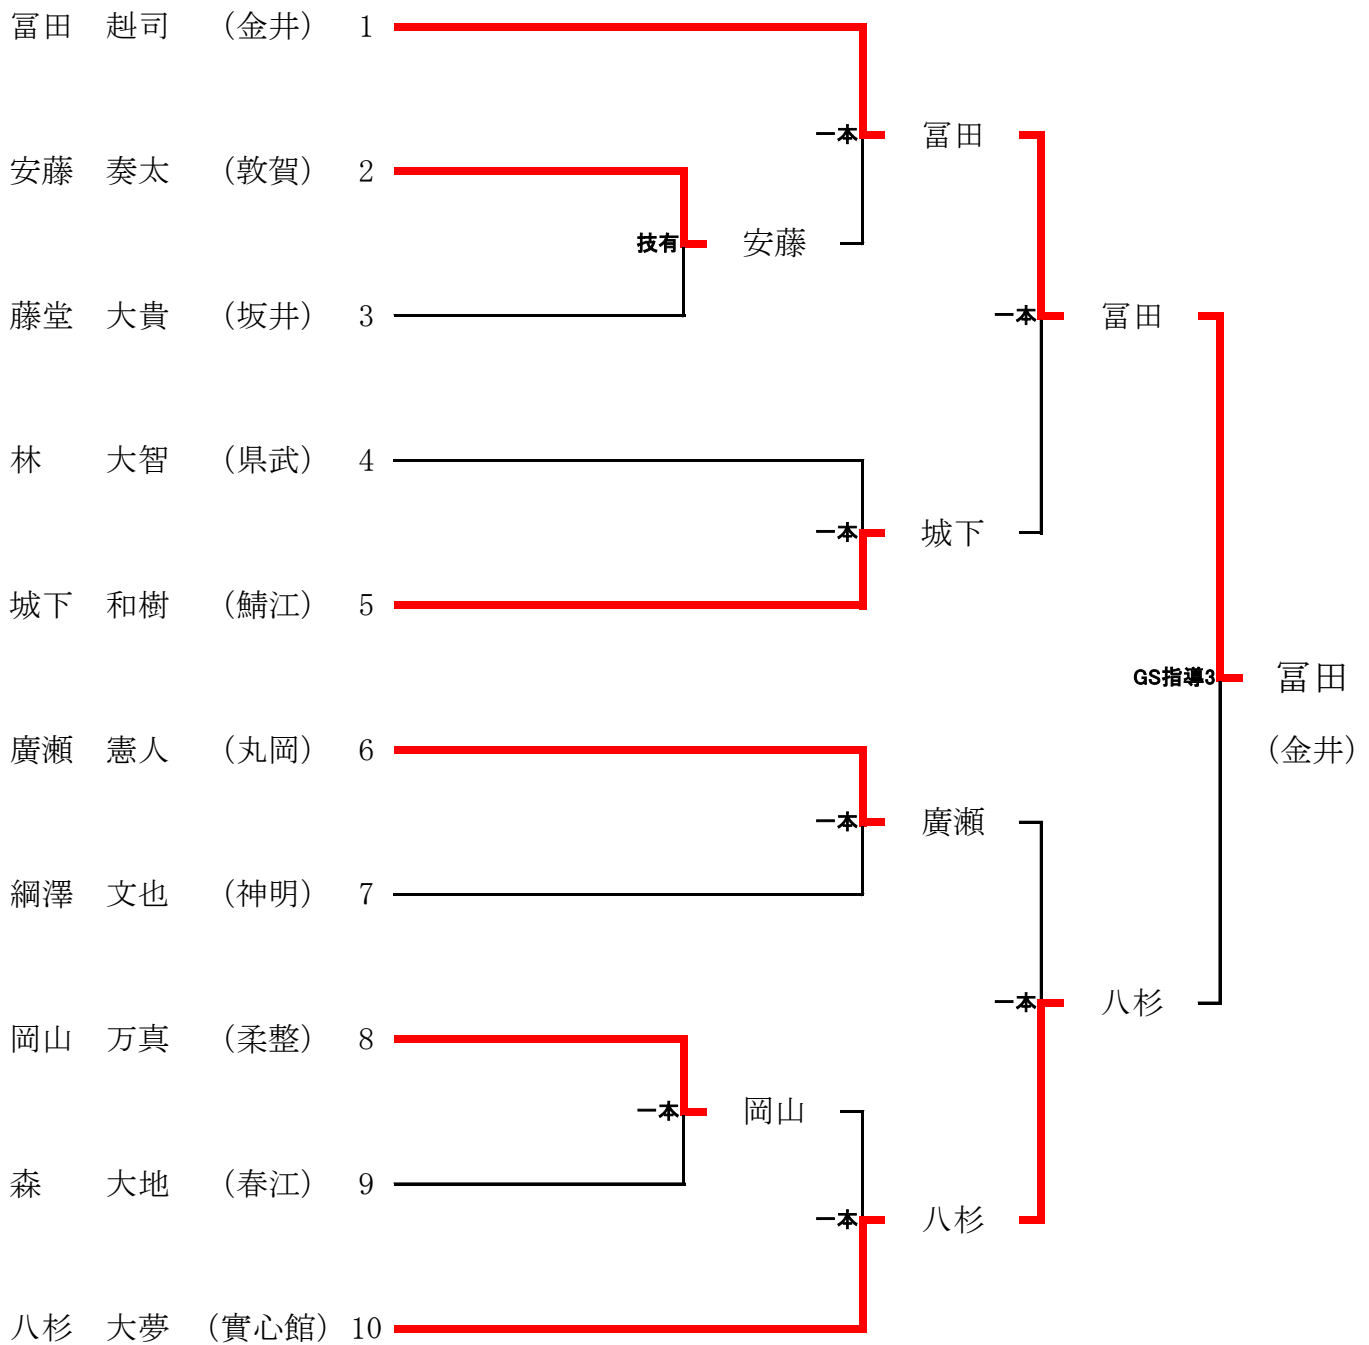 冨田 赳司 （金井） 1
一本 冨田
安藤 奏太 （敦賀） 2
技有 安藤
藤堂 大貴 （坂井） 3
一本 冨田
林 大智 （県武） 4
一本 城下
城下 和樹 （鯖江） 5
GS指導3 冨田
廣瀬 憲人 （丸岡） 6
（金井）
一本 廣瀬
綱澤 文也 （神明） 7
一本 八杉
岡山 万真 （柔整） 8
一本 岡山
森 大地 （春江） 9
一本 八杉
八杉 大夢 （實心館） 10